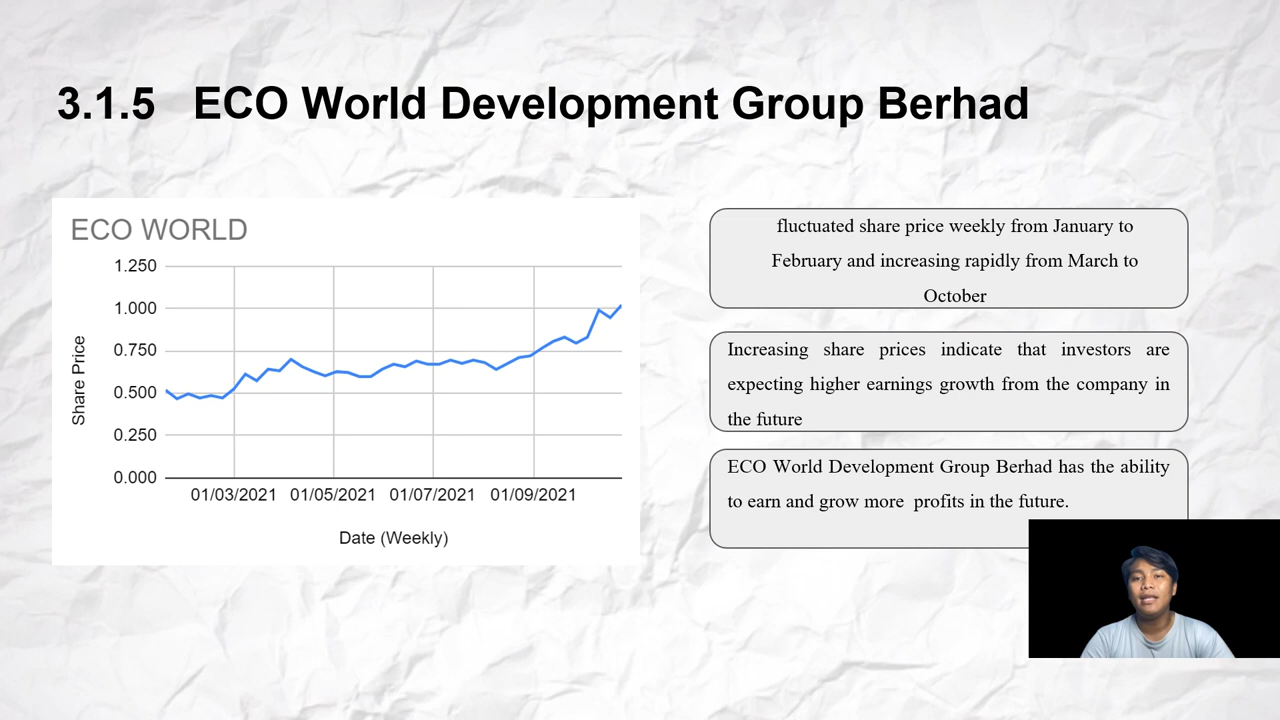 3.1.5 ECO World Development Group Berhad
ECO WORLD
1.250
1.000
0.750
0.500
0.250
0.000
Share Price
01/03/2021 01/05/2021 01/07/2021 01/09/2021
Date (Weekly)
fluctuated share price weekly from January to
February and increasing rapidly from March to
October
Increasing share prices indicate that investors are
expecting higher earnings growth from the company in
the future
ECO World Development Group Berhad has the ability
to earn and grow more profits in the future.